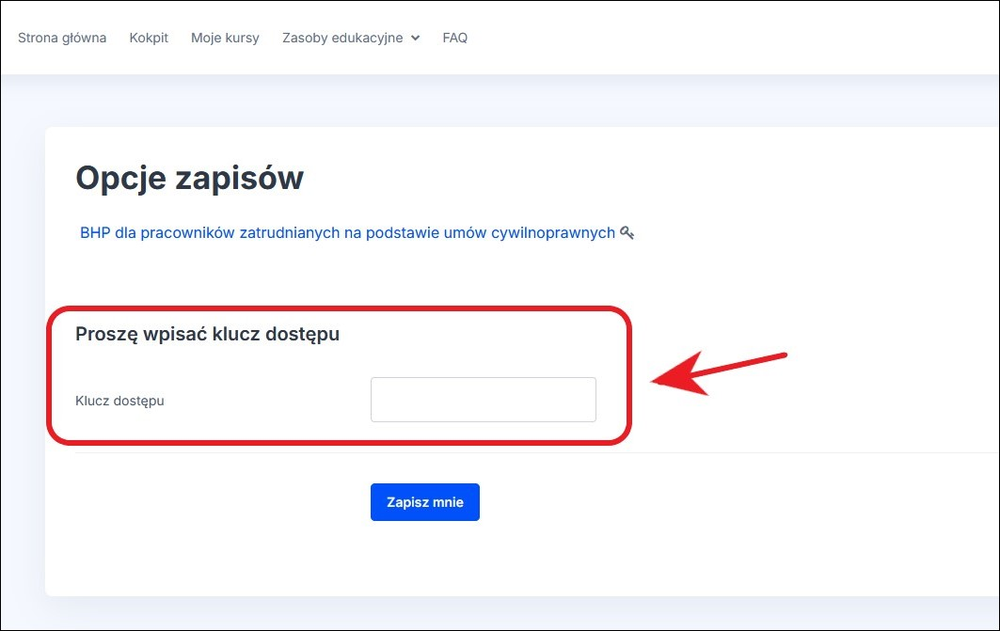 Strona główna Kokpit Moje kursy Zasoby edukacyjne FAQ
Opcje zapisów
BHP dla pracowników zatrudnianych na podstawie umów cywilnoprawnych
Proszę wpisać klucz dostępu
Klucz dostępu
Zapisz mnie